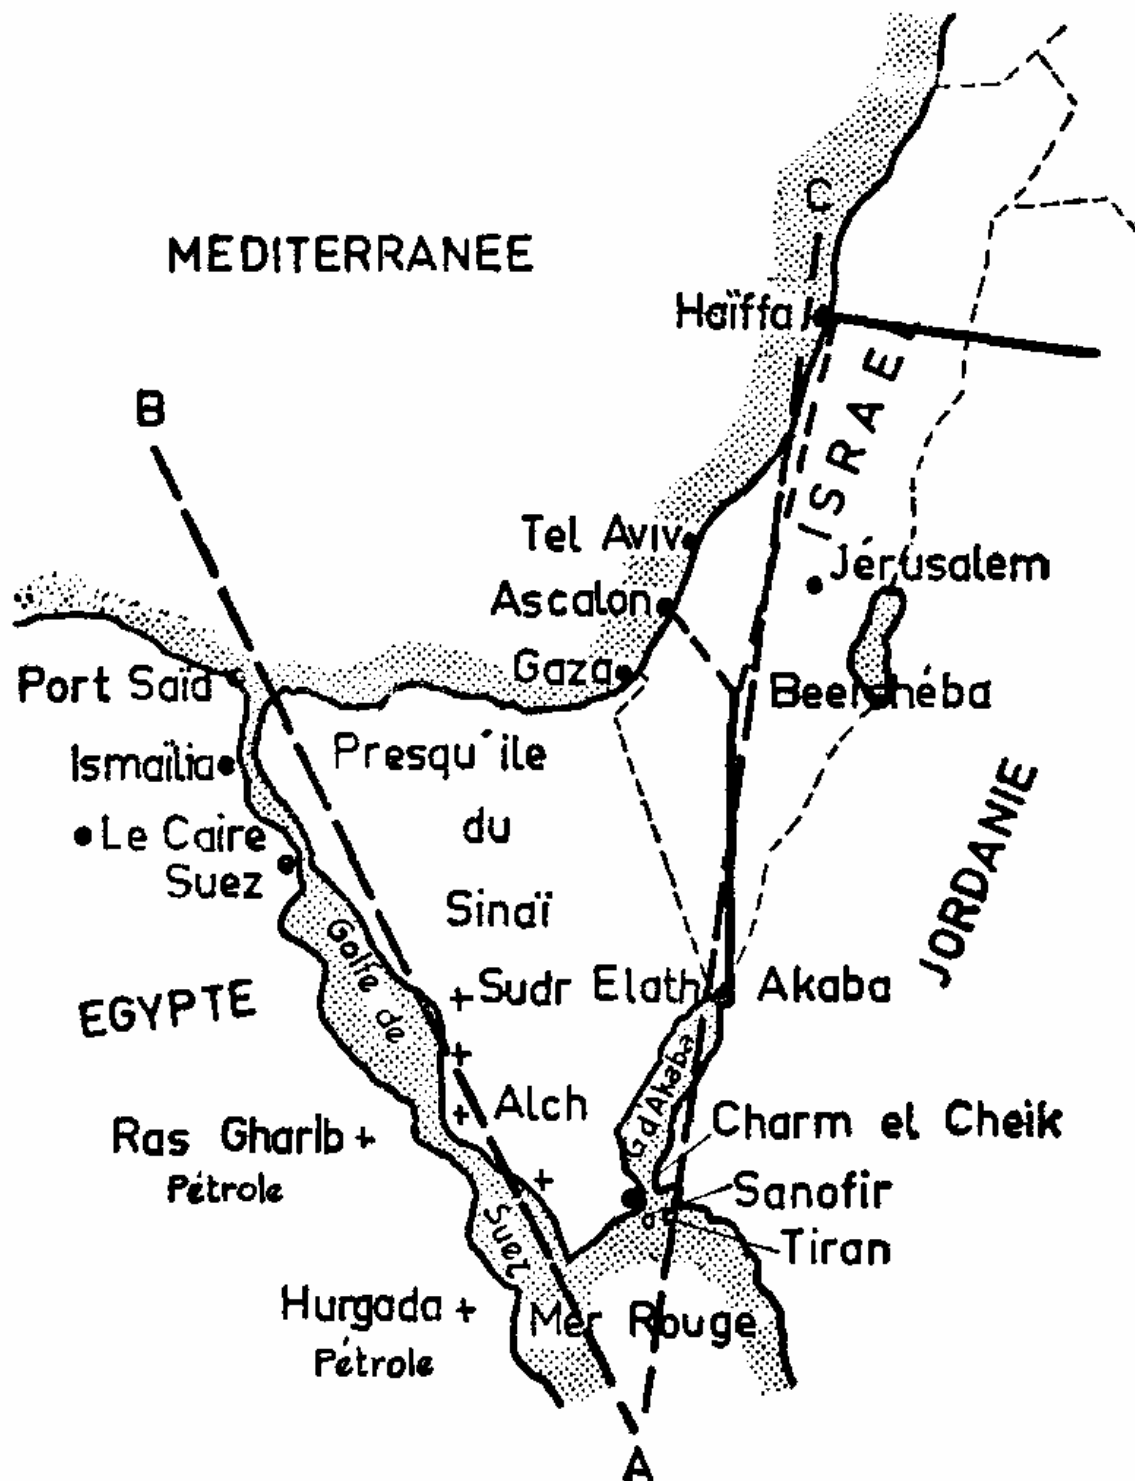 C
MEDITERRANEE
Haïffa
ISRAEL
B
Tel Aviv
Jérusalem
Ascalon
Gaza
Port Saïd
Beershéba
Ismaïlia
Presqu'ile
du
Sinaï
Le Caire
Suez
JORDANIE
Golfe de
Suez
EGYPTE
Sudr
Elath
Akaba
G d'Akaba
Alch
Ras Gharib
Pétrole
Charm el Cheik
Sanofir
Tiran
Hurgada
Pétrole
Mer Rouge
A